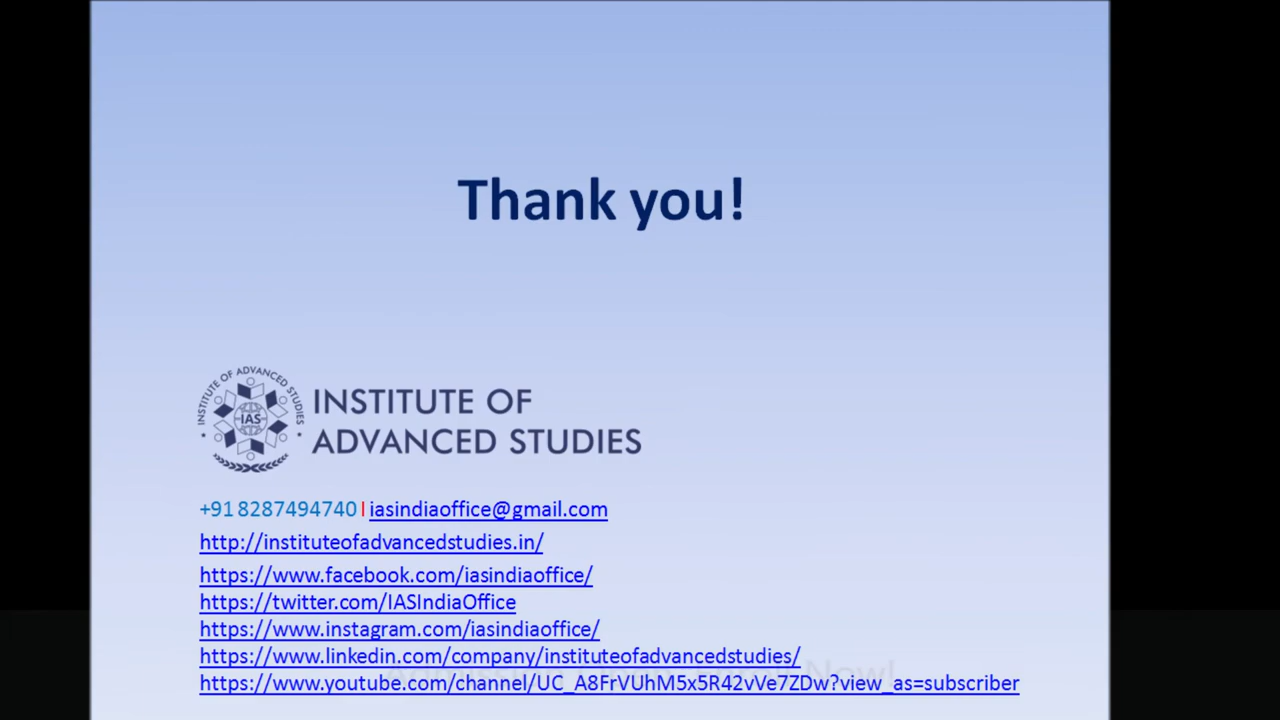 Thank you!
INSTITUTE OF ADVANCED STUDIES
IAS
INSTITUTE OF
ADVANCED STUDIES
+91 8287494740 | iasindiaoffice@gmail.com
http://instituteofadvancedstudies.in/
https://www.facebook.com/iasindiaoffice/
https://twitter.com/IASIndiaOffice
https://www.instagram.com/iasindiaoffice/
https://www.linkedin.com/company/instituteofadvancedstudies/
Now!
https://www.youtube.com/channel/UC_A8FrVUhM5x5R42vVe7ZDw?view_as=subscriber